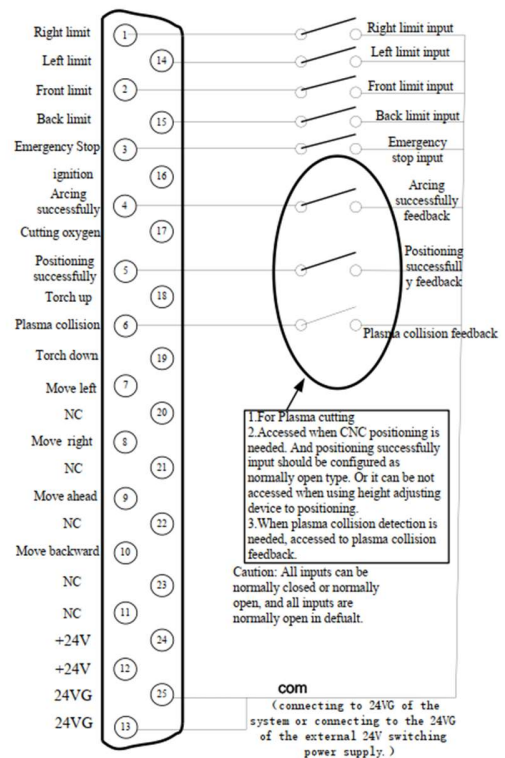 Right limit
1
Right limit input
Left limit
14
Left limit input
Front limit
2
Front limit input
Back limit
15
Back limit input
Emergency Stop
3
Emergency
stop input
ignition
16
Arcing
successfully
4
Arcing
successfully
feedback
Cutting oxygen
17
Positioning
successfully
5
Positioning
successfull
y feedback
Torch up
18
Plasma collision
6
Plasma collision feedback
Torch down
19
Move left
7
NC
20
Move right
8
NC
21
Move ahead
9
NC
22
Move backward
10
NC
23
NC
11
+24V
24
+24V
12
24VG
25
24VG
13
1.For Plasma cutting
2.Accessed when CNC positioning is
needed. And positioning successfully
input should be configured as
normally open type. Or it can be not
accessed when using height adjusting
device to positioning.
3.When plasma collision detection is
needed, accessed to plasma collision
feedback.
Caution: All inputs can be
normally closed or normally
open, and all inputs are
normally open in defualt.
com
(connecting to 24VG of the
system or connecting to the 24VG
of the external 24V switching
power supply.)